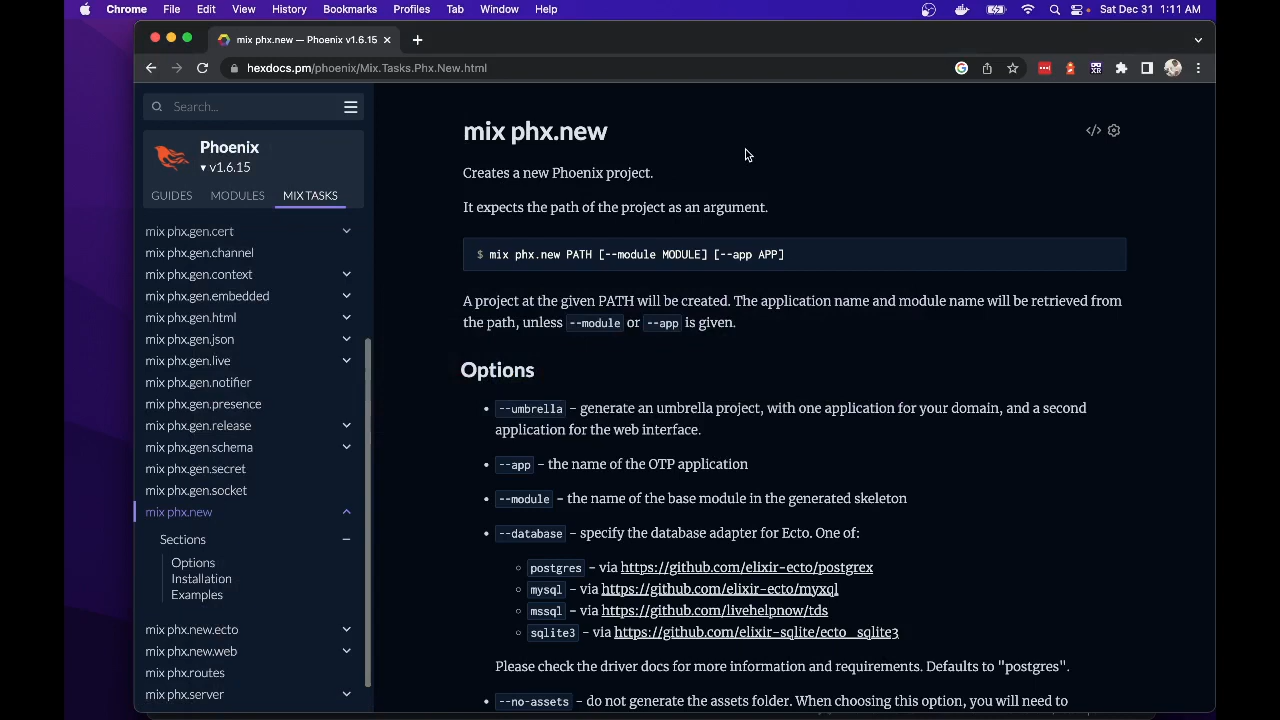 Chrome File Edit View History Bookmarks Profiles Tab Window Help Sat Dec 31 1:11 AM
mix phx.new — Phoenix v1.6.15
hexdocs.pm/phoenix/Mix.Tasks.Phx.New.html
Search...
Phoenix
v1.6.15
GUIDES MODULES MIX TASKS
mix phx.gen.cert
mix phx.gen.channel
mix phx.gen.context
mix phx.gen.embedded
mix phx.gen.html
mix phx.gen.json
mix phx.gen.live
mix phx.gen.notifier
mix phx.gen.presence
mix phx.gen.release
mix phx.gen.schema
mix phx.gen.secret
mix phx.gen.socket
mix phx.new
Sections
Options
Installation
Examples
mix phx.new.ecto
mix phx.new.web
mix phx.routes
mix phx.server
mix phx.new
</>
Creates a new Phoenix project.
It expects the path of the project as an argument.
$ mix phx.new PATH [--module MODULE] [--app APP]
A project at the given PATH will be created. The application name and module name will be retrieved from
the path, unless --module or --app is given.
Options
• --umbrella – generate an umbrella project, with one application for your domain, and a second
application for the web interface.
• --app – the name of the OTP application
• --module – the name of the base module in the generated skeleton
• --database – specify the database adapter for Ecto. One of:
◦ postgres – via https://github.com/elixir-ecto/postgrex
◦ mysql – via https://github.com/elixir-ecto/myxql
◦ mssql – via https://github.com/livehelpnow/tds
◦ sqlite3 – via https://github.com/elixir-sqlite/ecto_sqlite3
Please check the driver docs for more information and requirements. Defaults to "postgres".
• --no-assets – do not generate the assets folder. When choosing this option, you will need to